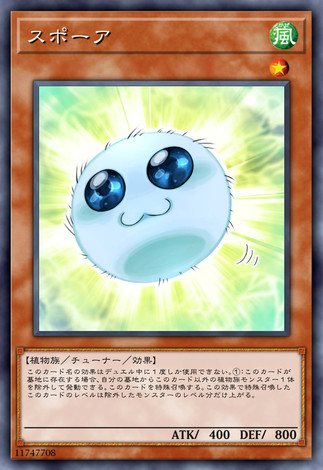 スポーア
風
【植物族／チューナー／効果】
このカード名の効果はデュエル中に１度しか使用できない。①：このカードが
墓地に存在する場合、自分の墓地からこのカード以外の植物族モンスター１体
を除外して発動できる。このカードを特殊召喚する。この効果で特殊召喚した
このカードのレベルは除外したモンスターのレベル分だけ上がる。
ATK/ 400 DEF/ 800
11747708